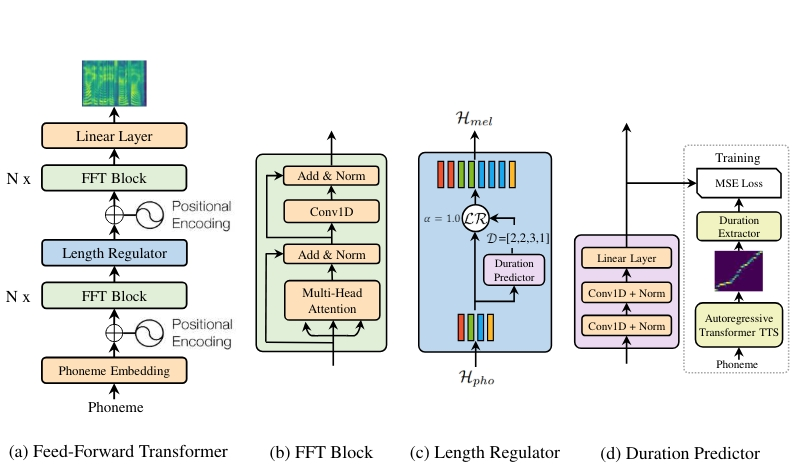 Linear Layer
N x
FFT Block
Positional
Encoding
Length Regulator
N x
FFT Block
Positional
Encoding
Phoneme Embedding
Phoneme
(a) Feed-Forward Transformer
Add & Norm
Conv1D
Add & Norm
Multi-Head
Attention
(b) FFT Block
ℋ_mel
α = 1.0
ℒℛ
𝒟=[2,2,3,1]
Duration
Predictor
ℋ_pho
(c) Length Regulator
Linear Layer
Conv1D + Norm
Conv1D + Norm
Training
MSE Loss
Duration
Extractor
Autoregressive
Transformer TTS
Phoneme
(d) Duration Predictor